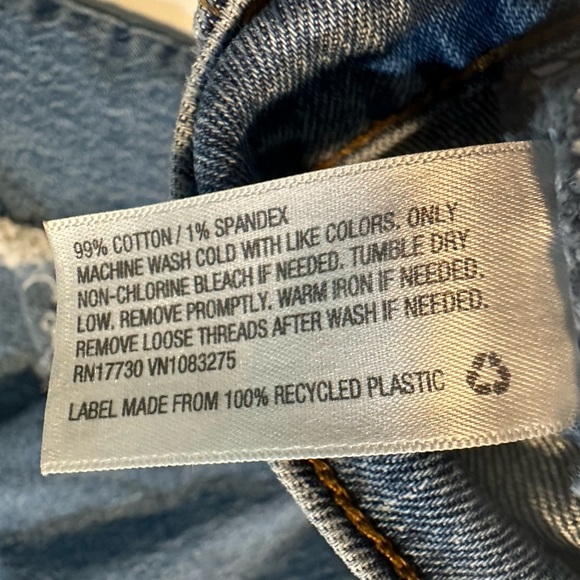 99% COTTON / 1% SPANDEX
MACHINE WASH COLD WITH LIKE COLORS. ONLY
NON-CHLORINE BLEACH IF NEEDED. TUMBLE DRY
LOW. REMOVE PROMPTLY. WARM IRON IF NEEDED.
REMOVE LOOSE THREADS AFTER WASH IF NEEDED.
RN17730 VN1083275
LABEL MADE FROM 100% RECYCLED PLASTIC